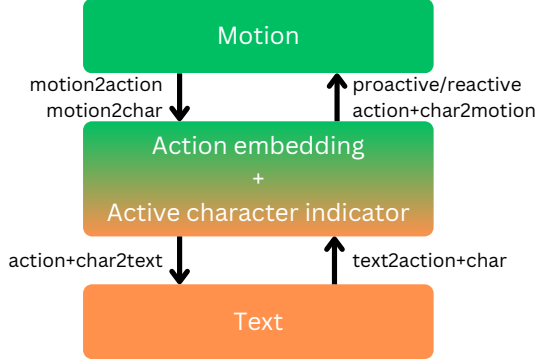 Motion
motion2action
motion2char
proactive/reactive
action+char2motion
Action embedding
+
Active character indicator
action+char2text
text2action+char
Text